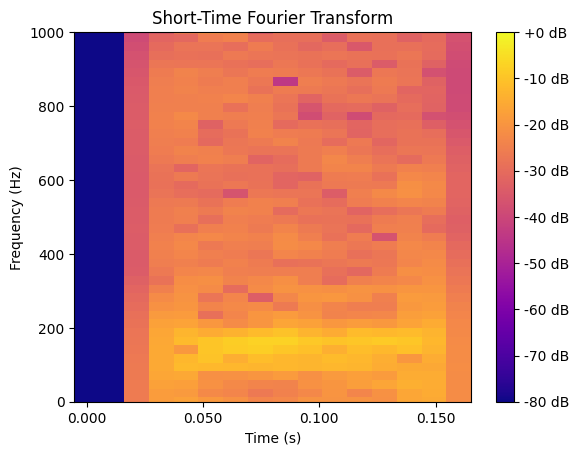 Short-Time Fourier Transform
1000
800
600
400
200
0
Frequency (Hz)
0.000
0.050
0.100
0.150
Time (s)
+0 dB
-10 dB
-20 dB
-30 dB
-40 dB
-50 dB
-60 dB
-70 dB
-80 dB